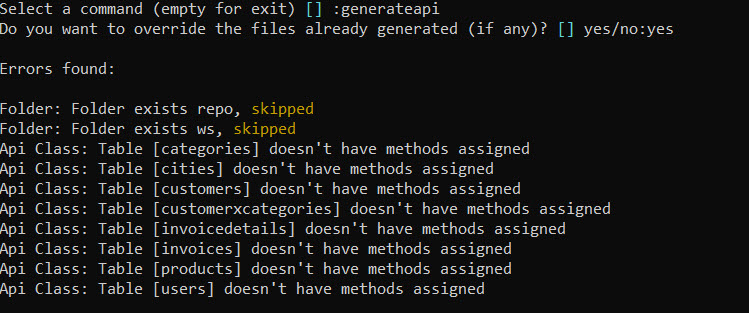 Select a command (empty for exit) [] :generateapi
Do you want to override the files already generated (if any)? [] yes/no:yes
Errors found:
Folder: Folder exists repo, skipped
Folder: Folder exists ws, skipped
Api Class: Table [categories] doesn't have methods assigned
Api Class: Table [cities] doesn't have methods assigned
Api Class: Table [customers] doesn't have methods assigned
Api Class: Table [customerxcategories] doesn't have methods assigned
Api Class: Table [invoicedetails] doesn't have methods assigned
Api Class: Table [invoices] doesn't have methods assigned
Api Class: Table [products] doesn't have methods assigned
Api Class: Table [users] doesn't have methods assigned